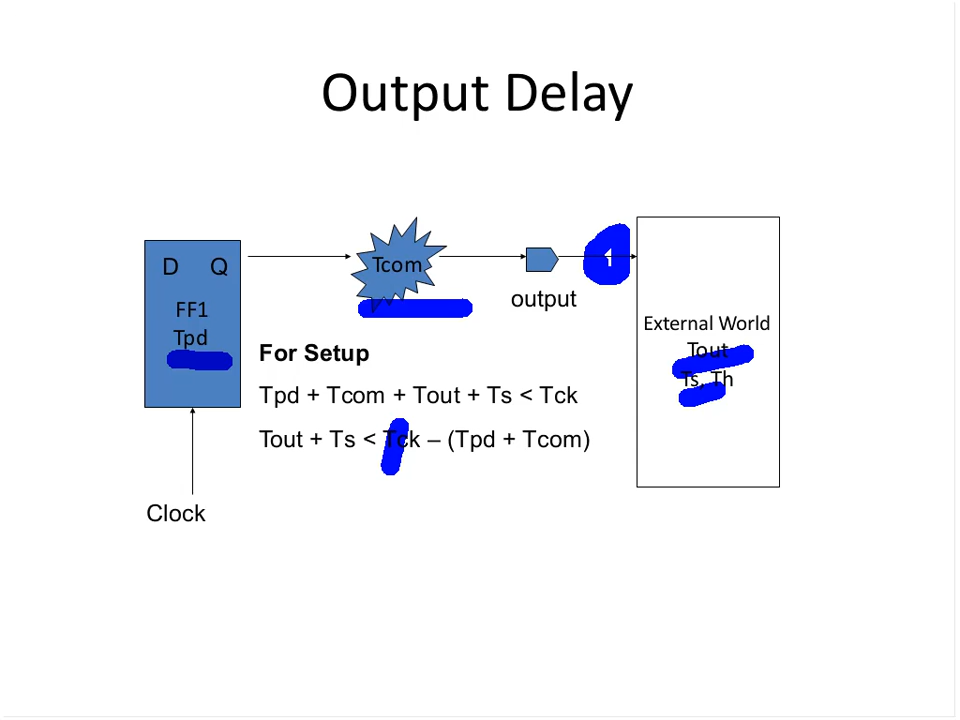 Output Delay
D Q
FF1
Tpd
Tcom
output
1
External World
Tout
Ts, Th
For Setup
Tpd + Tcom + Tout + Ts < Tck
Tout + Ts < Tck – (Tpd + Tcom)
Clock